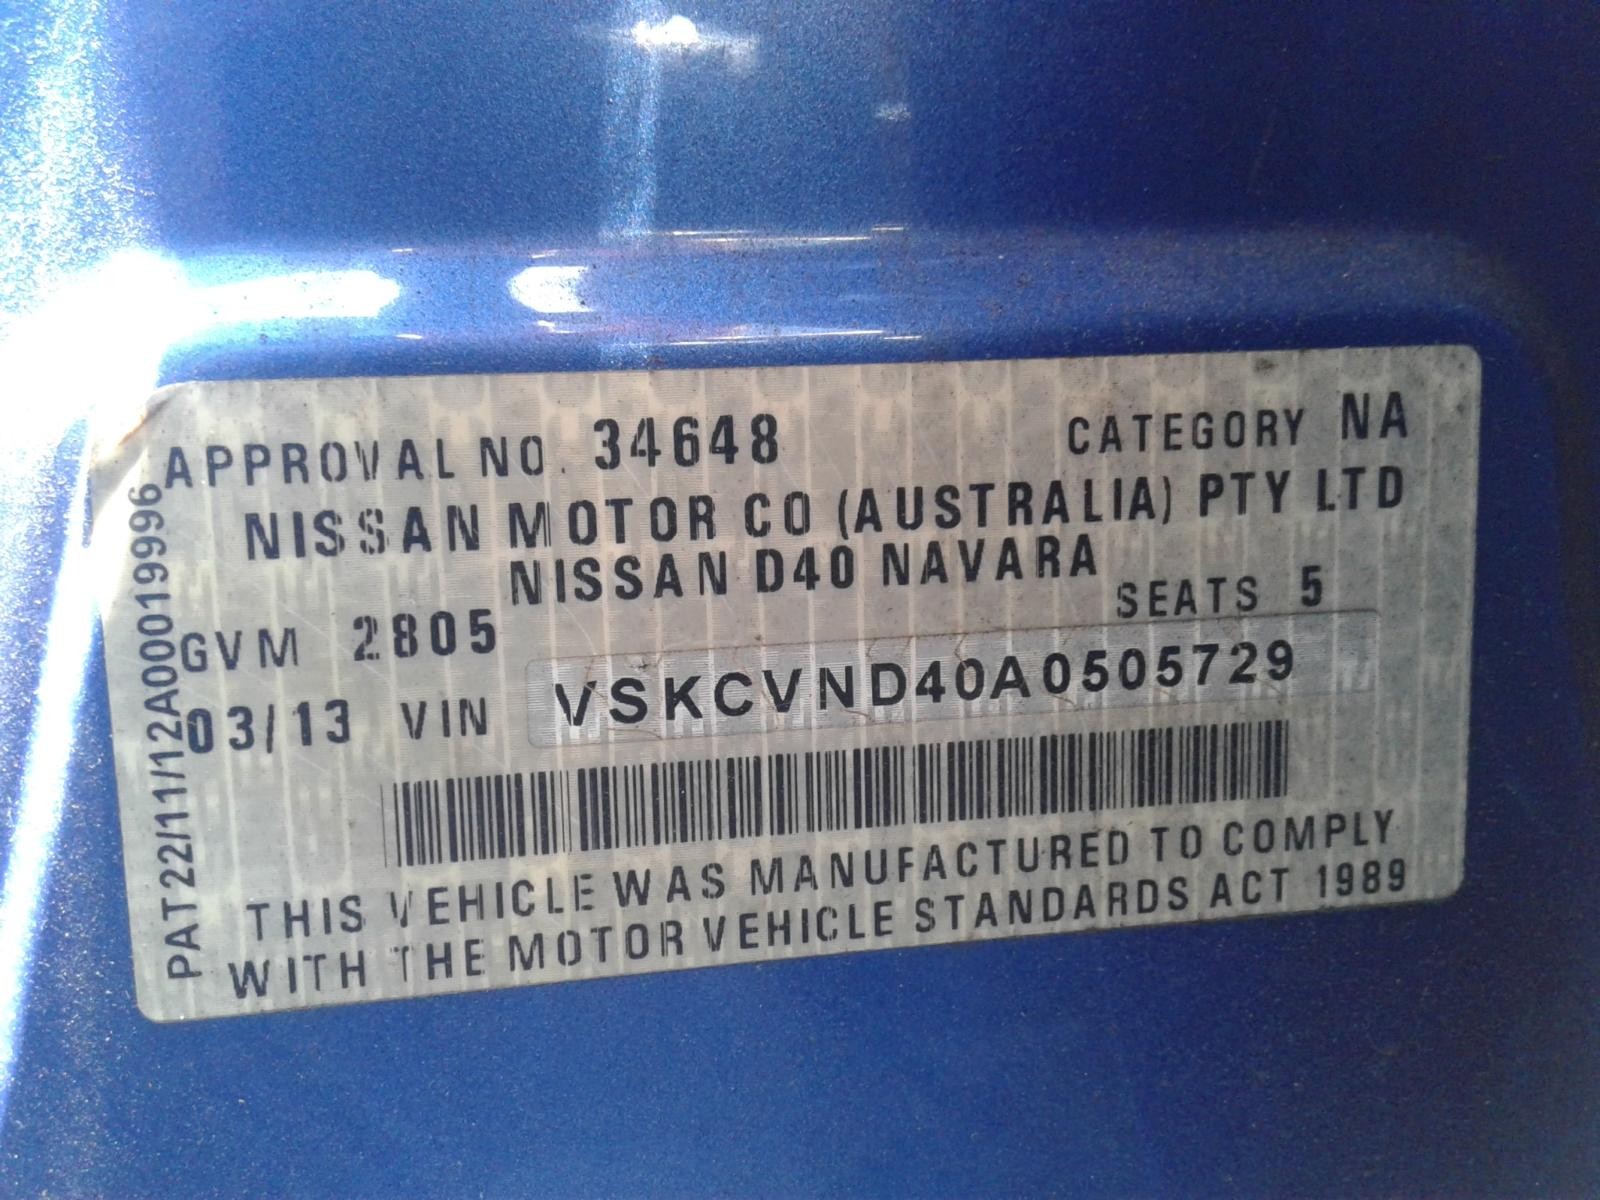 APPROVAL NO. 34648 CATEGORY NA
NISSAN MOTOR CO (AUSTRALIA) PTY LTD
NISSAN D40 NAVARA
GVM 2805 SEATS 5
03/13 VIN VSKCVND40A0505729
THIS VEHICLE WAS MANUFACTURED TO COMPLY
WITH THE MOTOR VEHICLE STANDARDS ACT 1989
PAT22/11/12A000199996